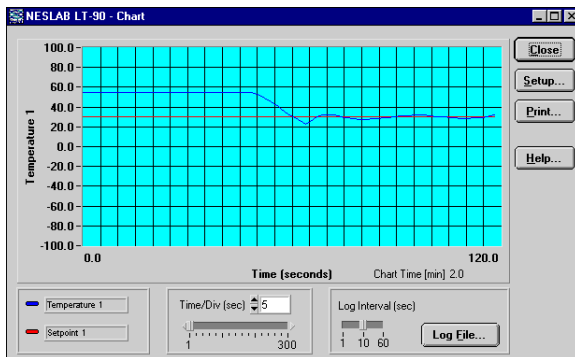 NESLAB LT-90 - Chart
100.0
80.0
60.0
40.0
20.0
0.0
-20.0
-40.0
-60.0
-80.0
-100.0
Temperature 1
0.0
120.0
Time (seconds)
Chart Time [min] 2.0
Close
Setup...
Print...
Help...
Temperature 1
Setpoint 1
Time/Div (sec)
5
1
300
Log Interval (sec)
1 10 60
Log File...